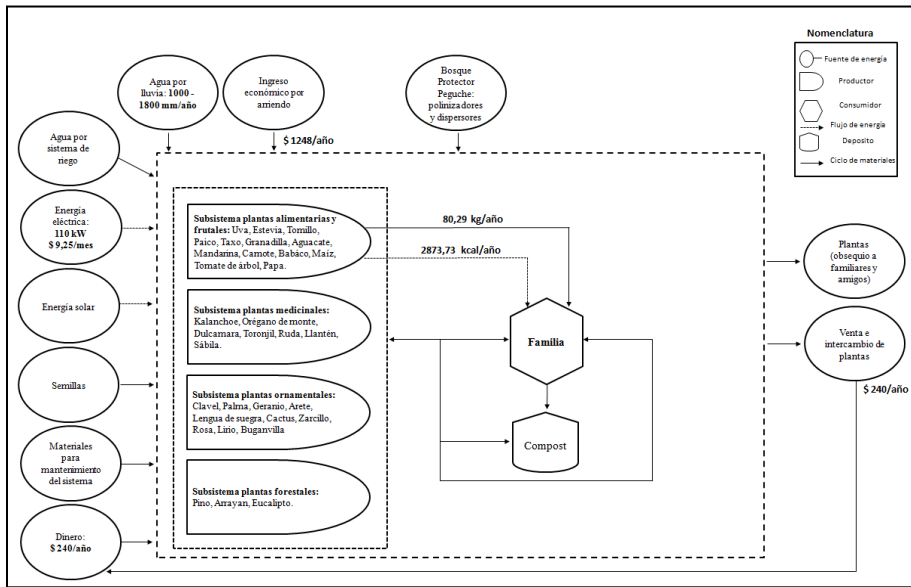 Nomenclatura
Fuente de energía
Productor
Consumidor
Flujo de energía
Deposito
Ciclo de materiales
Agua por
lluvia: 1000 -
1800 mm/año
Ingreso
económico por
arriendo
$ 1248/año
Bosque
Protector
Peguche:
polinizadores
y dispersores
Agua por
sistema de
riego
Energía
eléctrica:
110 kW
$ 9,25/mes
Energía solar
Semillas
Materiales
para
mantenimiento
del sistema
Dinero:
$ 240/año
Subsistema plantas alimentarias y
frutales: Uva, Estevia, Tomillo,
Paico, Taxo, Granadilla, Aguacate,
Mandarina, Camote, Babáco, Maíz,
Tomate de árbol, Papa.
Subsistema plantas medicinales:
Kalanchoe, Orégano de monte,
Dulcamara, Toronjil, Ruda, Llantén,
Sábila.
Subsistema plantas ornamentales:
Clavel, Palma, Geranio, Arete,
Lengua de suegra, Cactus, Zarcillo,
Rosa, Lirio, Buganvilla
Subsistema plantas forestales:
Pino, Arrayan, Eucalipto.
80,29 kg/año
2873,73 kcal/año
Familia
Compost
Plantas
(obsequio a
familiares y
amigos)
Venta e
intercambio de
plantas
$ 240/año